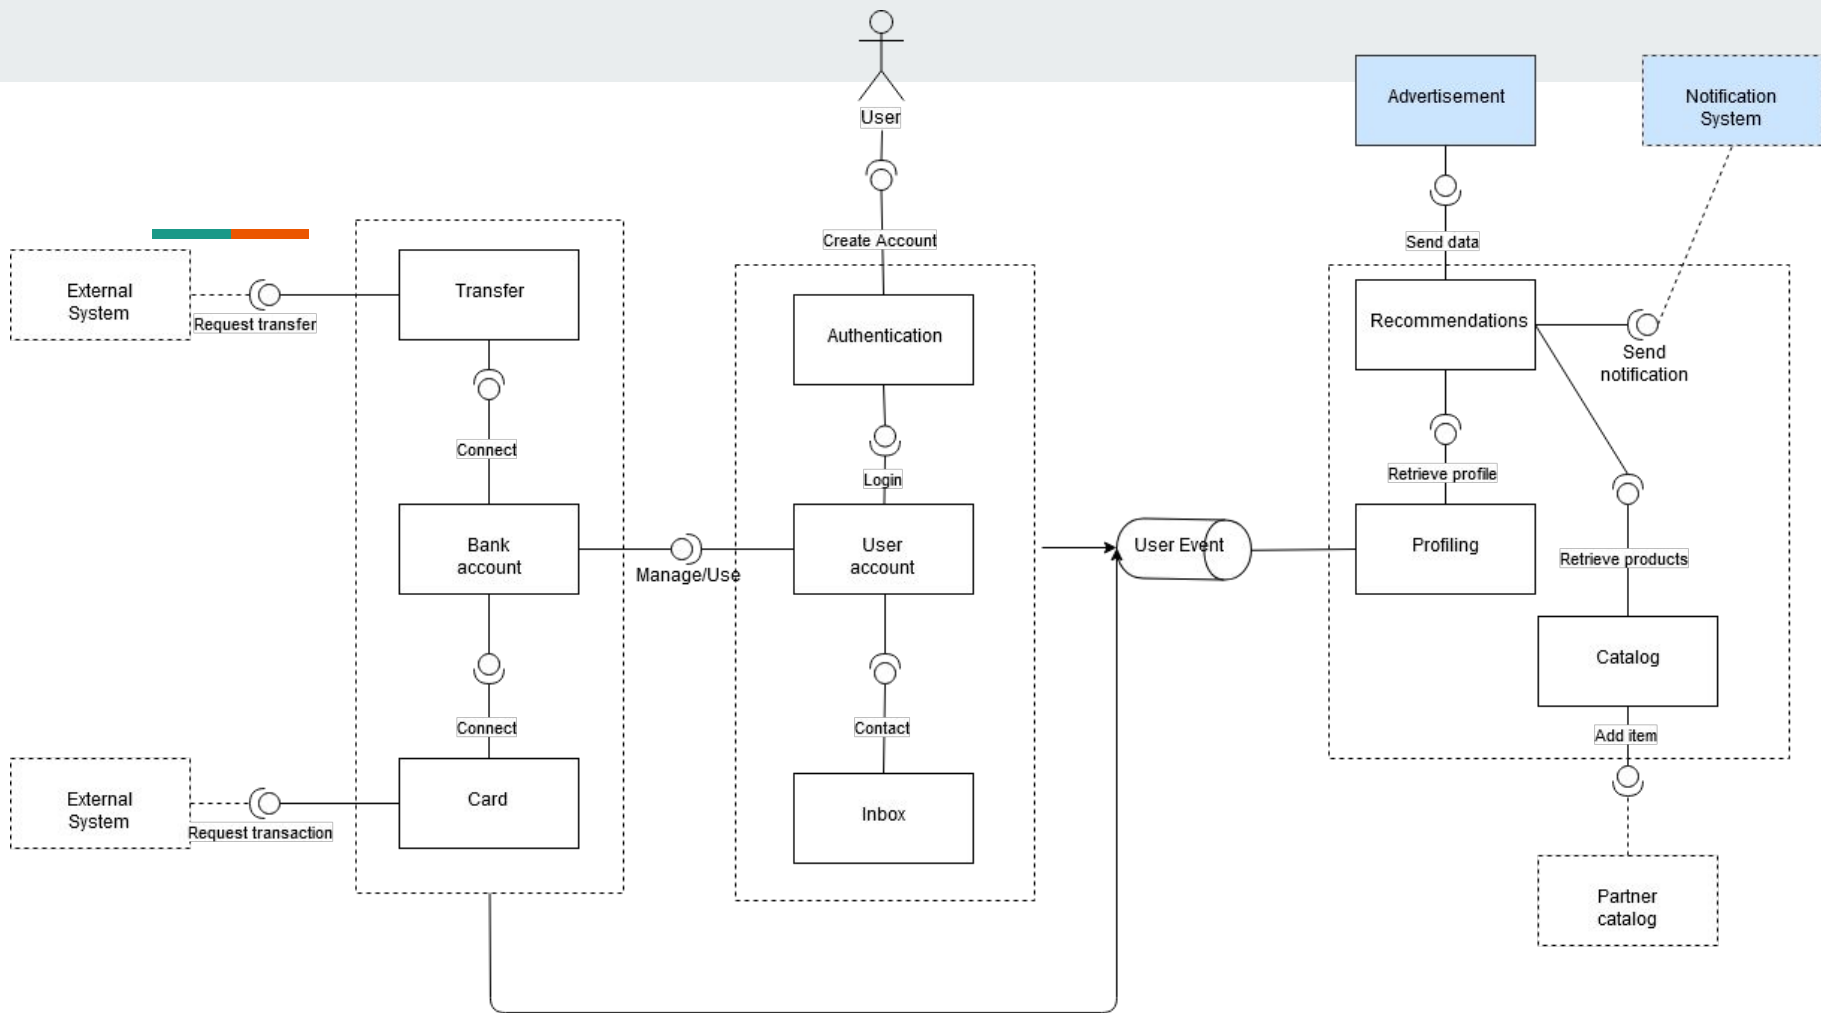 User
Advertisement
Notification
System
Create Account
Send data
External
System
Request transfer
Transfer
Authentication
Recommendations
Send
notification
Connect
Login
Retrieve profile
Bank
account
Manage/Use
User
account
User Event
Profiling
Retrieve products
Catalog
Connect
Contact
Add item
External
System
Request transaction
Card
Inbox
Partner
catalog